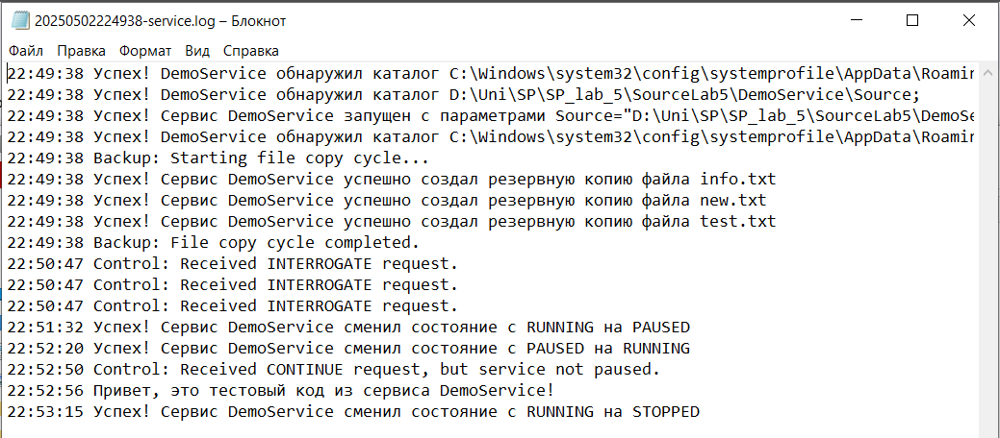 20250502224938-service.log – Блокнот
Файл Правка Формат Вид Справка
22:49:38 Успех! DemoService обнаружил каталог C:\Windows\system32\config\systemprofile\AppData\Roamin
22:49:38 Успех! DemoService обнаружил каталог D:\Uni\SP\SP_lab_5\SourceLab5\DemoService\Source;
22:49:38 Успех! Сервис DemoService запущен с параметрами Source="D:\Uni\SP\SP_lab_5\SourceLab5\DemoSe
22:49:38 Успех! DemoService обнаружил каталог C:\Windows\system32\config\systemprofile\AppData\Roamin
22:49:38 Backup: Starting file copy cycle...
22:49:38 Успех! Сервис DemoService успешно создал резервную копию файла info.txt
22:49:38 Успех! Сервис DemoService успешно создал резервную копию файла new.txt
22:49:38 Успех! Сервис DemoService успешно создал резервную копию файла test.txt
22:49:38 Backup: File copy cycle completed.
22:50:47 Control: Received INTERROGATE request.
22:50:47 Control: Received INTERROGATE request.
22:50:47 Control: Received INTERROGATE request.
22:51:32 Успех! Сервис DemoService сменил состояние с RUNNING на PAUSED
22:52:20 Успех! Сервис DemoService сменил состояние с PAUSED на RUNNING
22:52:50 Control: Received CONTINUE request, but service not paused.
22:52:56 Привет, это тестовый код из сервиса DemoService!
22:53:15 Успех! Сервис DemoService сменил состояние с RUNNING на STOPPED